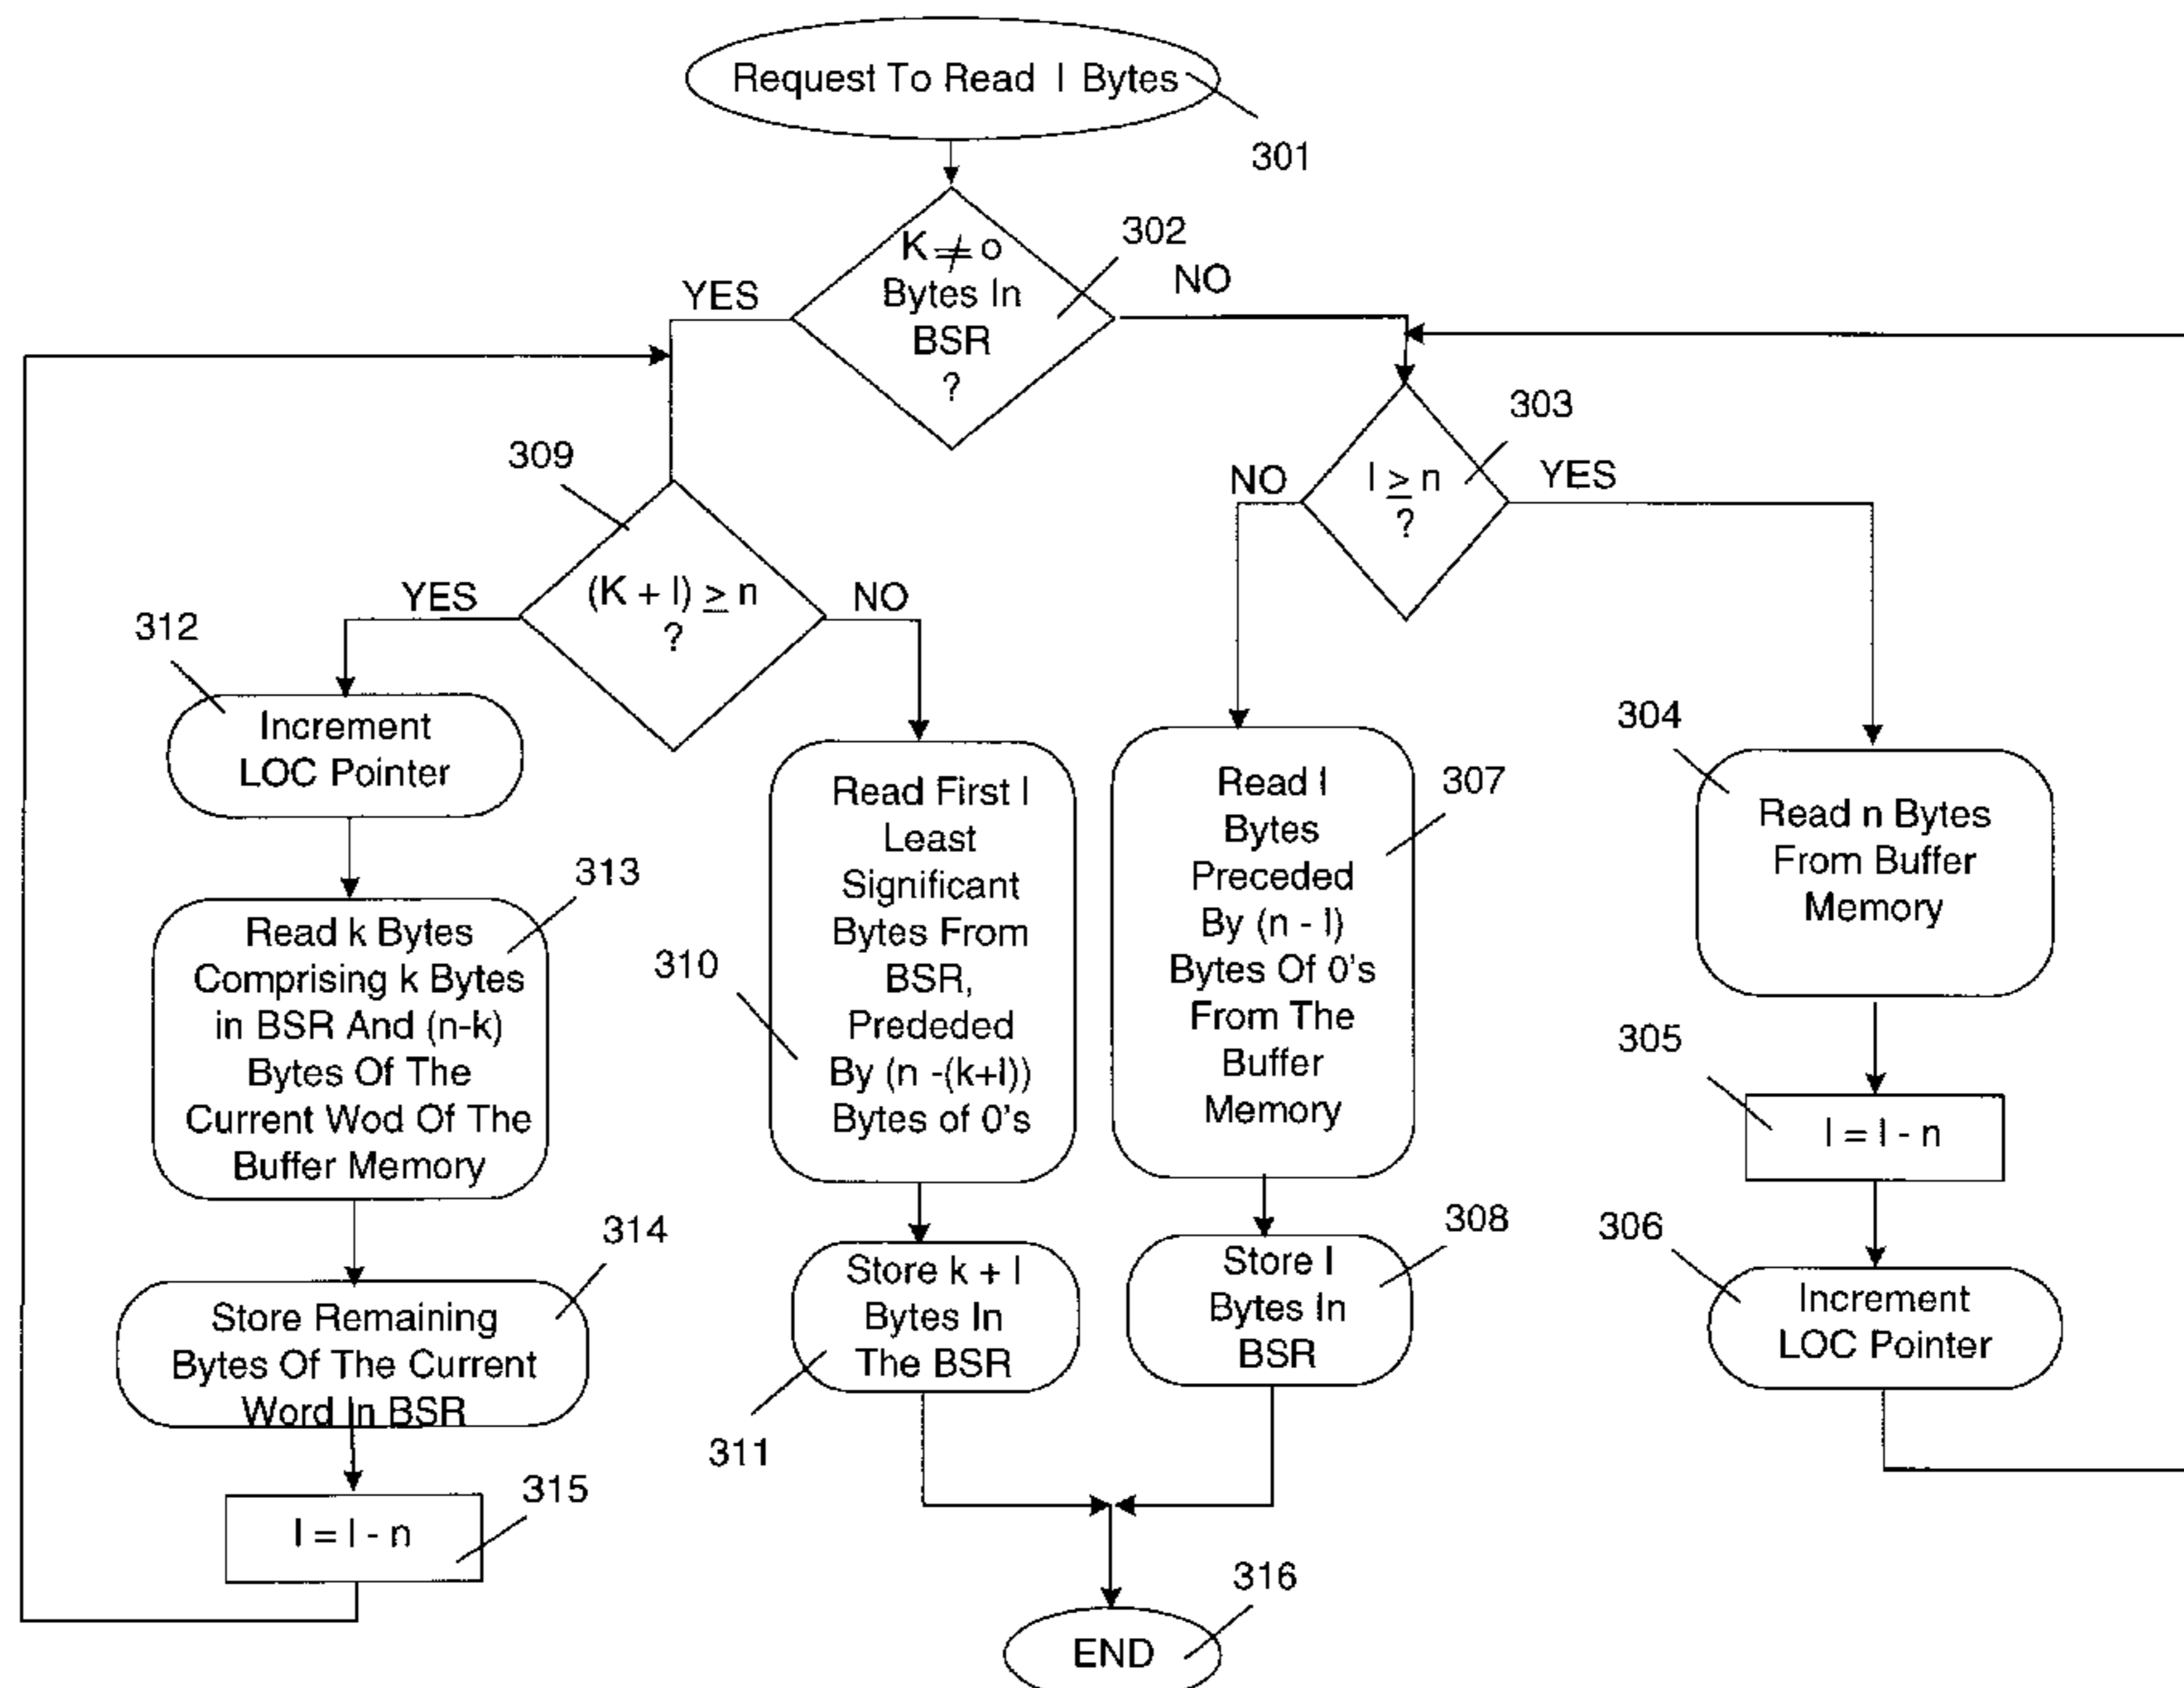 Request To Read l Bytes
301
K ≠ o
Bytes In
BSR
?
302
YES
NO
309
(K + l) ≥ n
?
YES
NO
303
l ≥ n
?
NO
YES
312
Increment
LOC Pointer
313
Read k Bytes
Comprising k Bytes
in BSR And (n-k)
Bytes Of The
Current Wod Of The
Buffer Memory
314
Store Remaining
Bytes Of The Current
Word In BSR
315
l = l - n
310
Read First l
Least
Significant
Bytes From
BSR,
Prededed
By (n -(k+l))
Bytes of 0's
311
Store k + l
Bytes In
The BSR
307
Read l
Bytes
Preceded
By (n - l)
Bytes Of 0's
From The
Buffer
Memory
308
Store l
Bytes In
BSR
304
Read n Bytes
From Buffer
Memory
305
l = l - n
306
Increment
LOC Pointer
316
END